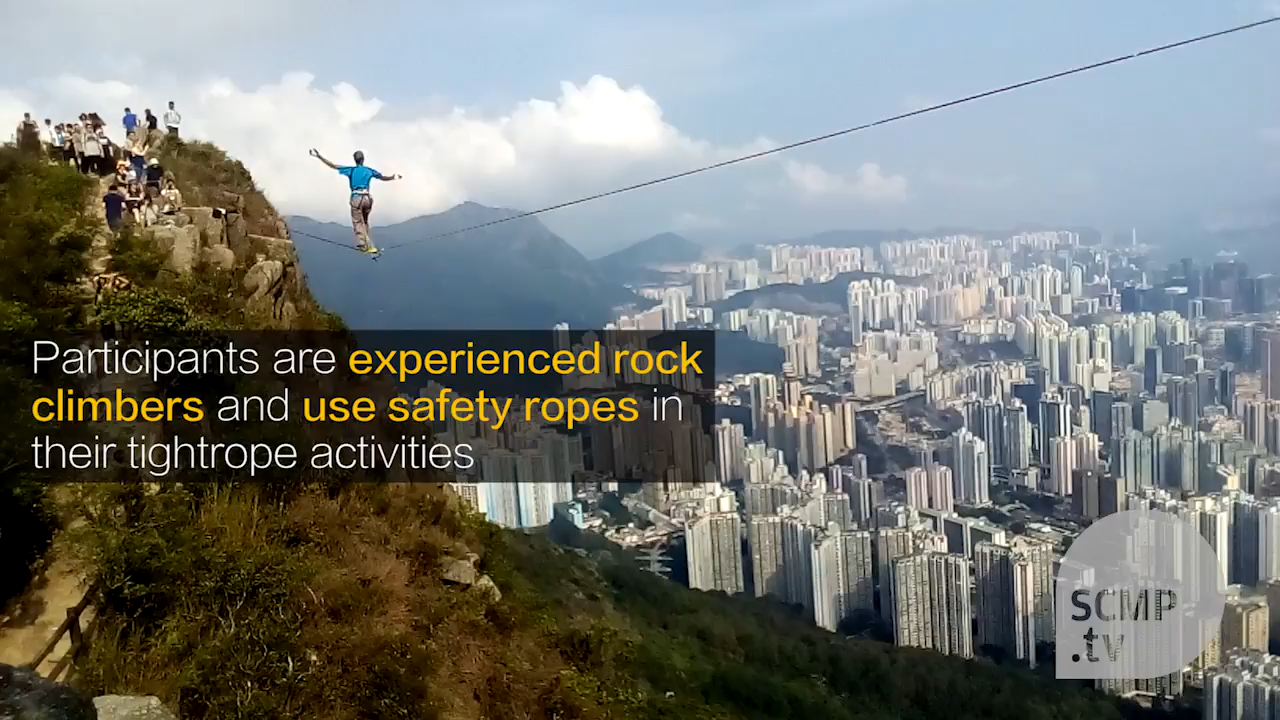 Participants are experienced rock
climbers and use safety ropes in
their tightrope activities
SCMP
.tv